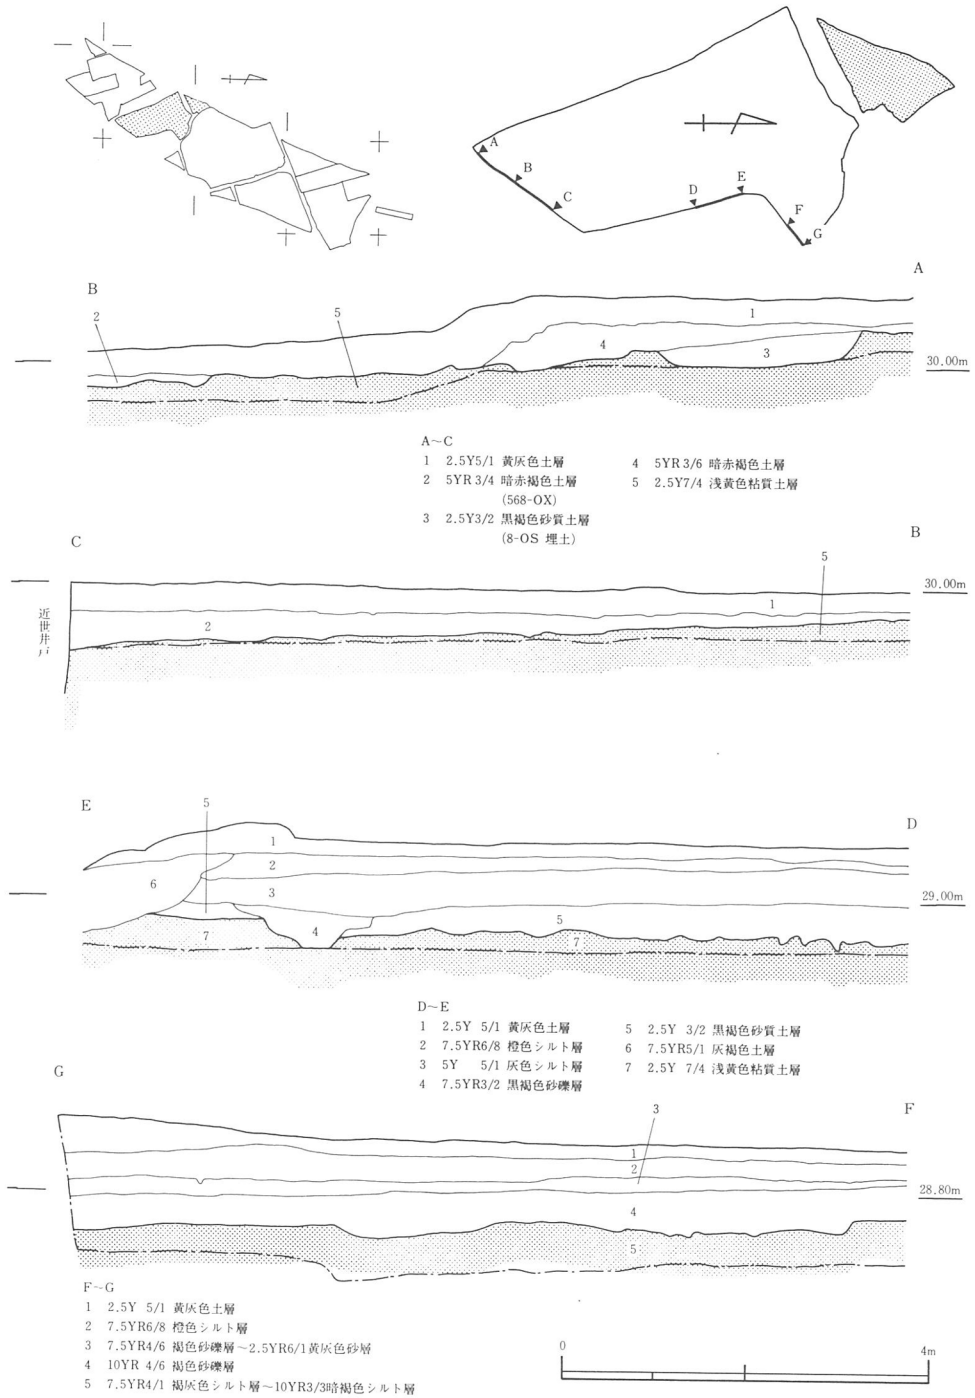 A
B
C
D
E
F
G
A
B
2
5
1
4
3
30.00m
A～C
1 2.5Y5/1 黄灰色土層
2 5YR3/4 暗赤褐色土層
(568-OX)
3 2.5Y3/2 黒褐色砂質土層
(8-OS 埋土)
4 5YR3/6 暗赤褐色土層
5 2.5Y7/4 浅黄色粘質土層
C
B
5
30.00m
1
2
近世井戸
E
5
D
1
2
6
3
29.00m
5
4
7
7
D～E
1 2.5Y 5/1 黄灰色土層
2 7.5YR6/8 橙色シルト層
3 5Y 5/1 灰色シルト層
4 7.5YR3/2 黒褐色砂礫層
5 2.5Y 3/2 黒褐色砂質土層
6 7.5YR5/1 灰褐色土層
7 2.5Y 7/4 浅黄色粘質土層
G
F
3
1
2
28.80m
4
5
F～G
1 2.5Y 5/1 黄灰色土層
2 7.5YR6/8 橙色シルト層
3 7.5YR4/6 褐色砂礫層～2.5YR6/1黄灰色砂層
4 10YR 4/6 褐色砂礫層
5 7.5YR4/1 褐灰色シルト層～10YR3/3暗褐色シルト層
0
4m